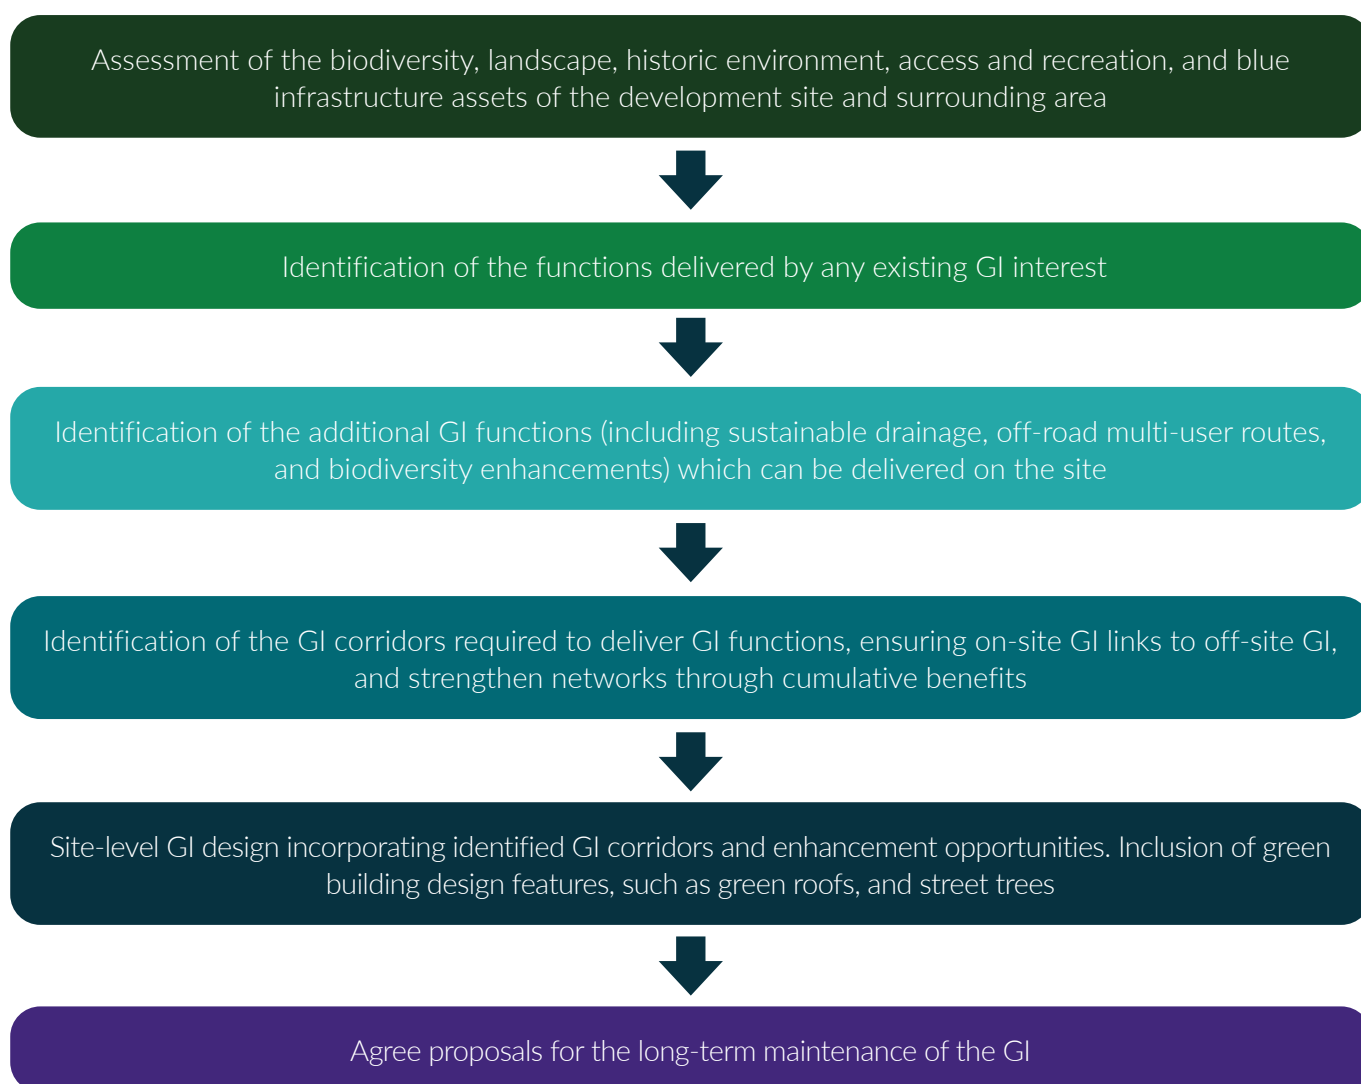 Assessment of the biodiversity, landscape, historic environment, access and recreation, and blue
infrastructure assets of the development site and surrounding area
Identification of the functions delivered by any existing GI interest
Identification of the additional GI functions (including sustainable drainage, off-road multi-user routes,
and biodiversity enhancements) which can be delivered on the site
Identification of the GI corridors required to deliver GI functions, ensuring on-site GI links to off-site GI,
and strengthen networks through cumulative benefits
Site-level GI design incorporating identified GI corridors and enhancement opportunities. Inclusion of green
building design features, such as green roofs, and street trees
Agree proposals for the long-term maintenance of the GI